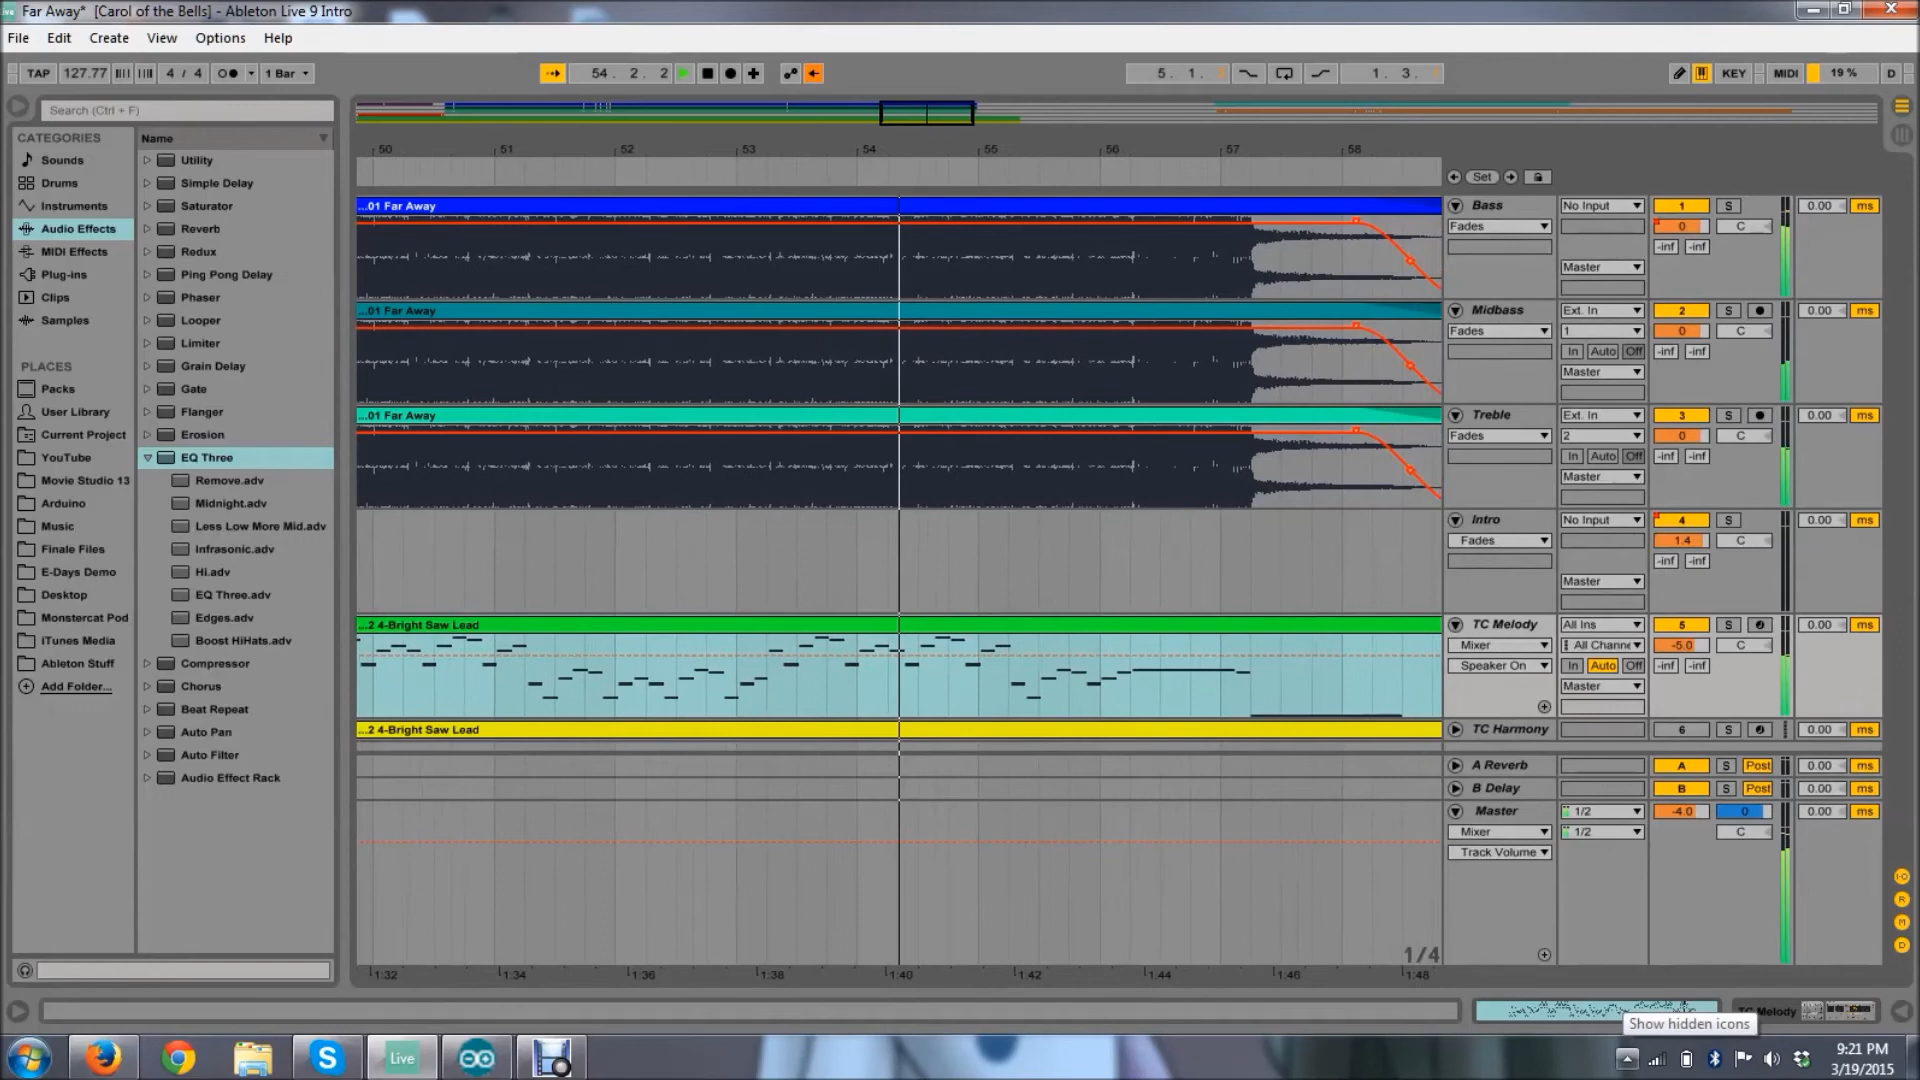 Far Away* [Carol of the Bells] - Ableton Live 9 Intro
File Edit Create View Options Help
TAP 127.77 4 / 4 1 Bar 54. 2. 2 5. 1. 1. 3. KEY MIDI 19 % D
Search (Ctrl + F)
CATEGORIES
Sounds
Drums
Instruments
Audio Effects
MIDI Effects
Plug-ins
Clips
Samples
PLACES
Packs
User Library
Current Project
YouTube
Movie Studio 13
Arduino
Music
Finale Files
E-Days Demo
Desktop
Monstercat Pod
iTunes Media
Ableton Stuff
Add Folder...
Name
Utility
Simple Delay
Saturator
Reverb
Redux
Ping Pong Delay
Phaser
Looper
Limiter
Grain Delay
Gate
Flanger
Erosion
EQ Three
Remove.adv
Midnight.adv
Less Low More Mid.adv
Infrasonic.adv
Hi.adv
EQ Three.adv
Edges.adv
Boost HiHats.adv
Compressor
Chorus
Beat Repeat
Auto Pan
Auto Filter
Audio Effect Rack
50 51 52 53 54 55 56 57 58
Set
...01 Far Away
Bass No Input 1 S 0.00 ms
Fades 0 C
-inf -inf
Master
...01 Far Away
Midbass Ext. In 2 S 0.00 ms
Fades 1 0 C
In Auto Off -inf -inf
Master
...01 Far Away
Treble Ext. In 3 S 0.00 ms
Fades 2 0 C
In Auto Off -inf -inf
Master
Intro No Input 4 S 0.00 ms
Fades 1.4 C
-inf -inf
Master
...2 4-Bright Saw Lead
TC Melody All Ins 5 S 0.00 ms
Mixer All Channe -5.0 C
Speaker On In Auto Off -inf -inf
Master
...2 4-Bright Saw Lead
TC Harmony 6 S 0.00 ms
A Reverb A S Post 0.00 ms
B Delay B S Post 0.00 ms
Master 1/2 -4.0 0 0.00 ms
Mixer 1/2 C
Track Volume
I·O
R
M
D
1/4
1:32 1:34 1:36 1:38 1:40 1:42 1:44 1:46 1:48
TC Melody
Show hidden icons
Live
9:21 PM
3/19/2015